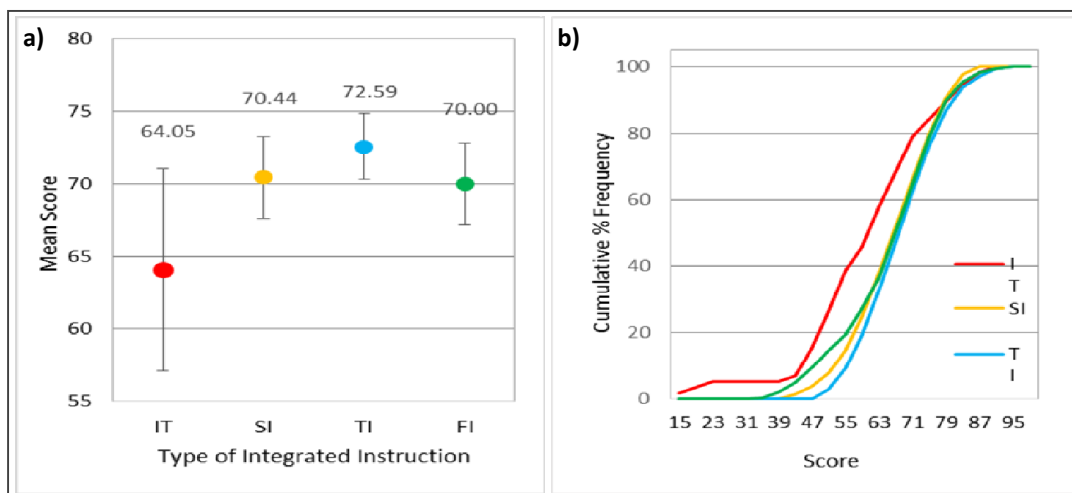 a)
80
75
70
65
60
55
Mean Score
64.05
70.44
72.59
70.00
IT
SI
TI
FI
Type of Integrated Instruction
b)
100
80
60
40
20
0
Cumulative % Frequency
I
T
SI
T
I
15 23 31 39 47 55 63 71 79 87 95
Score